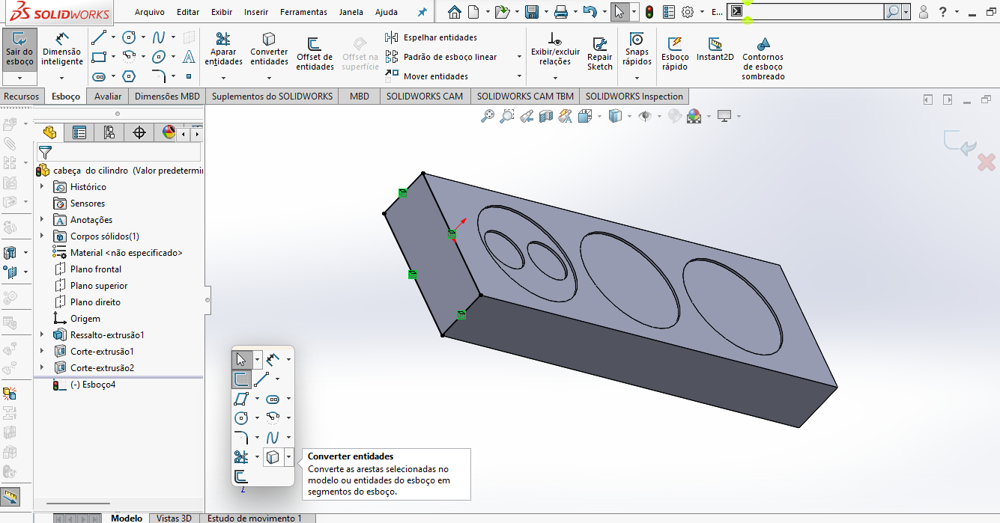 SOLIDWORKS
Arquivo Editar Exibir Inserir Ferramentas Janela Ajuda
E...
?
Sair do esboço
Dimensão inteligente
Aparar entidades
Converter entidades
Offset de entidades
Offset na superfície
Espelhar entidades
Padrão de esboço linear
Mover entidades
Exibir/excluir relações
Repair Sketch
Snaps rápidos
Esboço rápido
Instant2D
Contornos de esboço sombreado
Recursos Esboço Avaliar Dimensões MBD Suplementos do SOLIDWORKS MBD SOLIDWORKS CAM SOLIDWORKS CAM TBM SOLIDWORKS Inspection
cabeça do cilindro (Valor predetermi
Histórico
Sensores
Anotações
Corpos sólidos(1)
Material <não especificado>
Plano frontal
Plano superior
Plano direito
Origem
Ressalto-extrusão1
Corte-extrusão1
Corte-extrusão2
(-) Esboço4
Converter entidades
Converte as arestas selecionadas no
modelo ou entidades do esboço em
segmentos do esboço.
Z
Modelo Vistas 3D Estudo de movimento 1